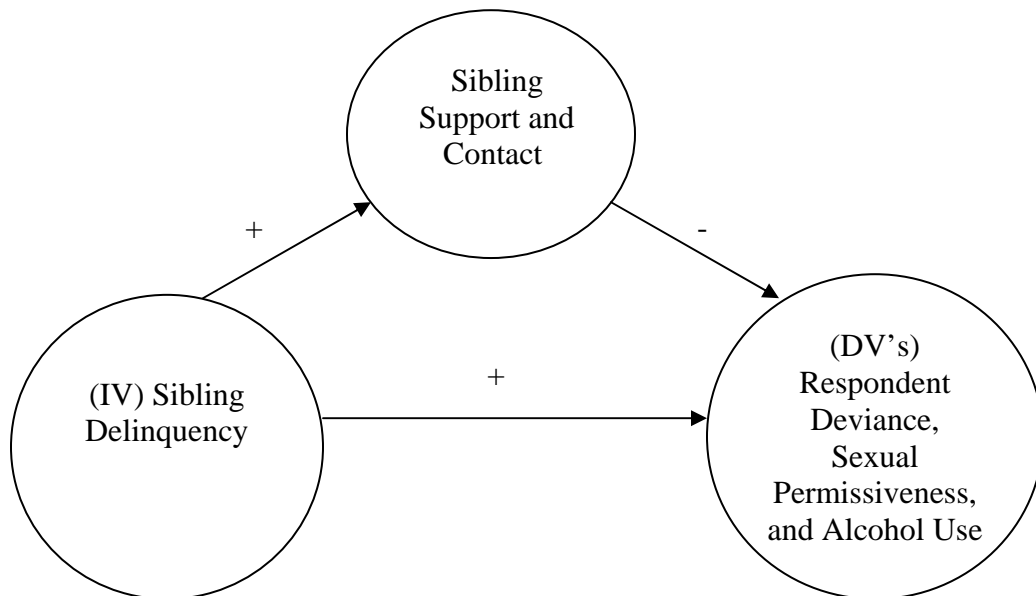 Sibling
Support and
Contact
+
-
(IV) Sibling
Delinquency
+
(DV’s)
Respondent
Deviance,
Sexual
Permissiveness,
and Alcohol Use